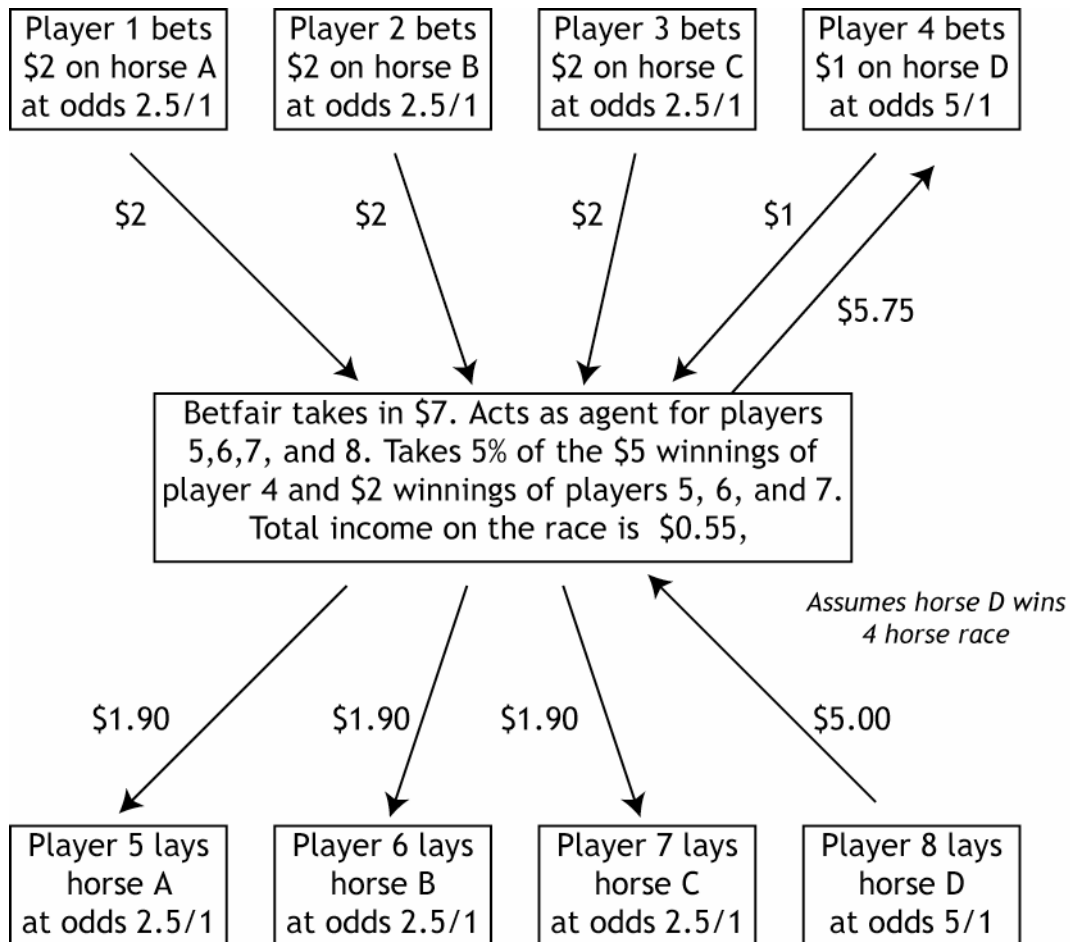 Player 1 bets
$2 on horse A
at odds 2.5/1
Player 2 bets
$2 on horse B
at odds 2.5/1
Player 3 bets
$2 on horse C
at odds 2.5/1
Player 4 bets
$1 on horse D
at odds 5/1
$2
$2
$2
$1
$5.75
Betfair takes in $7. Acts as agent for players
5,6,7, and 8. Takes 5% of the $5 winnings of
player 4 and $2 winnings of players 5, 6, and 7.
Total income on the race is $0.55,
Assumes horse D wins
4 horse race
$1.90
$1.90
$1.90
$5.00
Player 5 lays
horse A
at odds 2.5/1
Player 6 lays
horse B
at odds 2.5/1
Player 7 lays
horse C
at odds 2.5/1
Player 8 lays
horse D
at odds 5/1